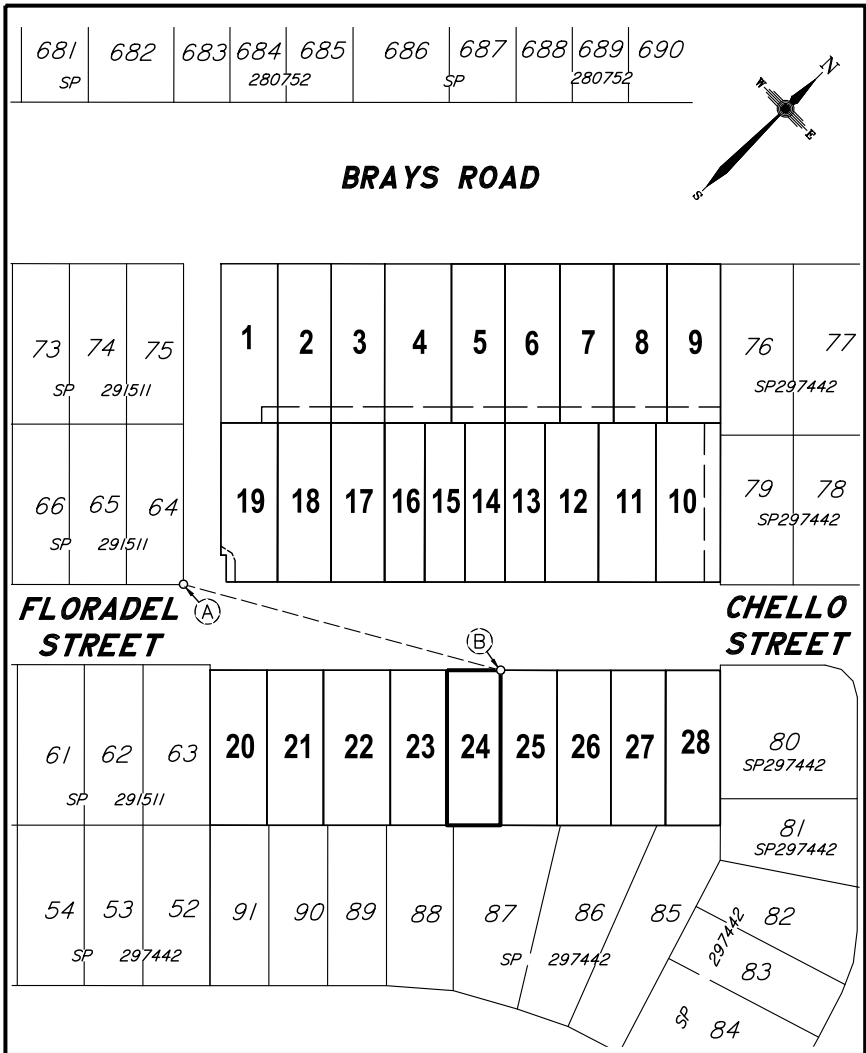 681 682 683 684 685 686 687 688 689 690
SP 280752 SP 280752
N
W
E
S
BRAYS ROAD
1 2 3 4 5 6 7 8 9
73 74 75
76 77
SP 291511
SP297442
19 18 17 16 15 14 13 12 11 10
66 65 64
79 78
SP 291511
SP297442
FLORADEL
STREET
A
B
CHELLO
STREET
61 62 63 20 21 22 23 24 25 26 27 28
80
SP297442
SP 291511
81
SP297442
54 53 52 91 90 89 88 87 86 85
82
SP 297442
SP 297442
297442
83
SP
84